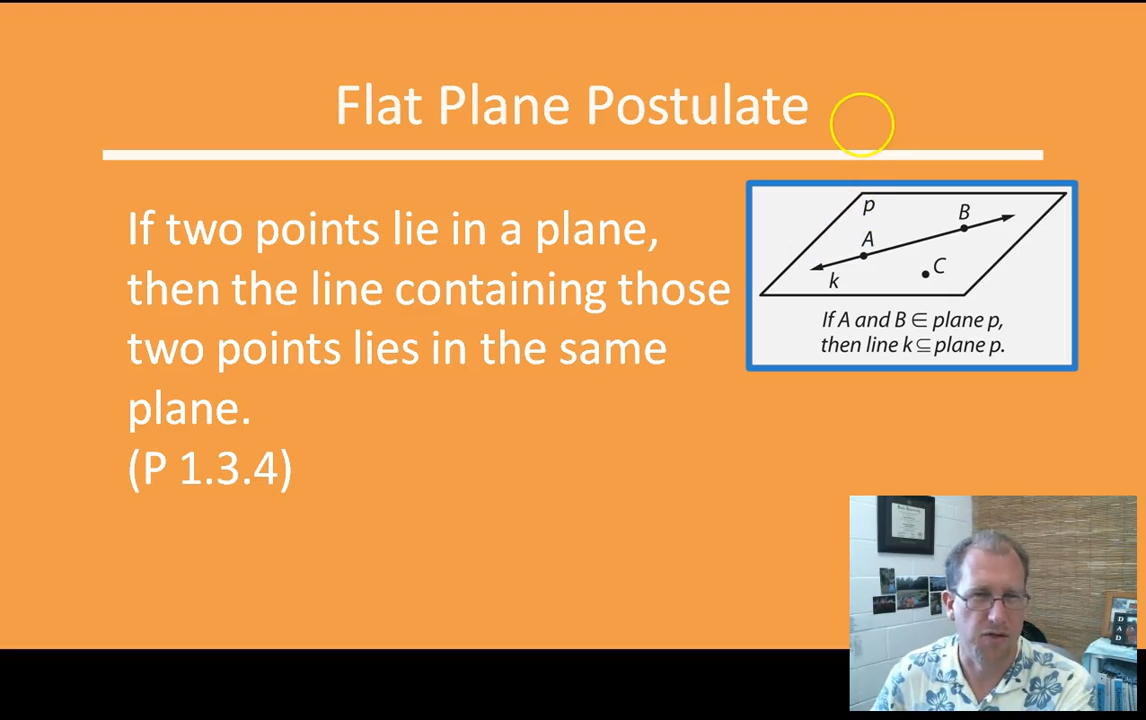 Flat Plane Postulate
If two points lie in a plane,
then the line containing those
two points lies in the same
plane.
(P 1.3.4)
p
B
A
C
k
If A and B ∈ plane p,
then line k ⊆ plane p.
DAD